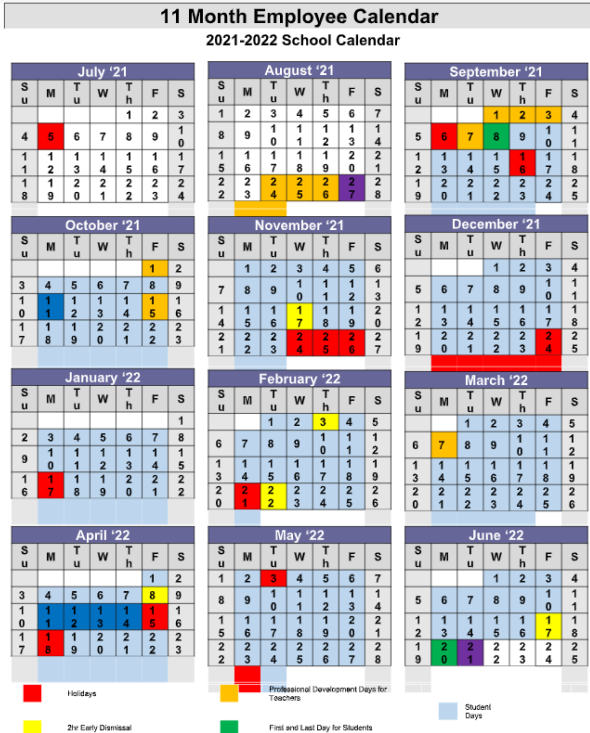 11 Month Employee Calendar
2021-2022 School Calendar
July '21
Su M Tu W Th F S
1 2 3
4 5 6 7 8 9 10
11 12 13 14 15 16 17
18 19 20 21 22 23 24
August '21
Su M Tu W Th F S
1 2 3 4 5 6 7
8 9 10 11 12 13 14
15 16 17 18 19 20 21
22 23 24 25 26 27 28
September '21
Su M Tu W Th F S
1 2 3 4
5 6 7 8 9 10 11
12 13 14 15 16 17 18
19 20 21 22 23 24 25
October '21
Su M Tu W Th F S
1 2
3 4 5 6 7 8 9
10 11 12 13 14 15 16
17 18 19 20 21 22 23
November '21
Su M Tu W Th F S
1 2 3 4 5 6
7 8 9 10 11 12 13
14 15 16 17 18 19 20
21 22 23 24 25 26 27
December '21
Su M Tu W Th F S
1 2 3 4
5 6 7 8 9 10 11
12 13 14 15 16 17 18
19 20 21 22 23 24 25
January '22
Su M Tu W Th F S
1
2 3 4 5 6 7 8
9 10 11 12 13 14 15
16 17 18 19 20 21 22
February '22
Su M Tu W Th F S
1 2 3 4 5
6 7 8 9 10 11 12
13 14 15 16 17 18 19
20 21 22 23 24 25 26
March '22
Su M Tu W Th F S
1 2 3 4 5
6 7 8 9 10 11 12
13 14 15 16 17 18 19
20 21 22 23 24 25 26
April '22
Su M Tu W Th F S
1 2
3 4 5 6 7 8 9
10 11 12 13 14 15 16
17 18 19 20 21 22 23
May '22
Su M Tu W Th F S
1 2 3 4 5 6 7
8 9 10 11 12 13 14
15 16 17 18 19 20 21
22 23 24 25 26 27 28
June '22
Su M Tu W Th F S
1 2 3 4
5 6 7 8 9 10 11
12 13 14 15 16 17 18
19 20 21 22 23 24 25
Holidays
Professional Development Days for
Teachers
Student
Days
2hr Early Dismissal
First and Last Day for Students